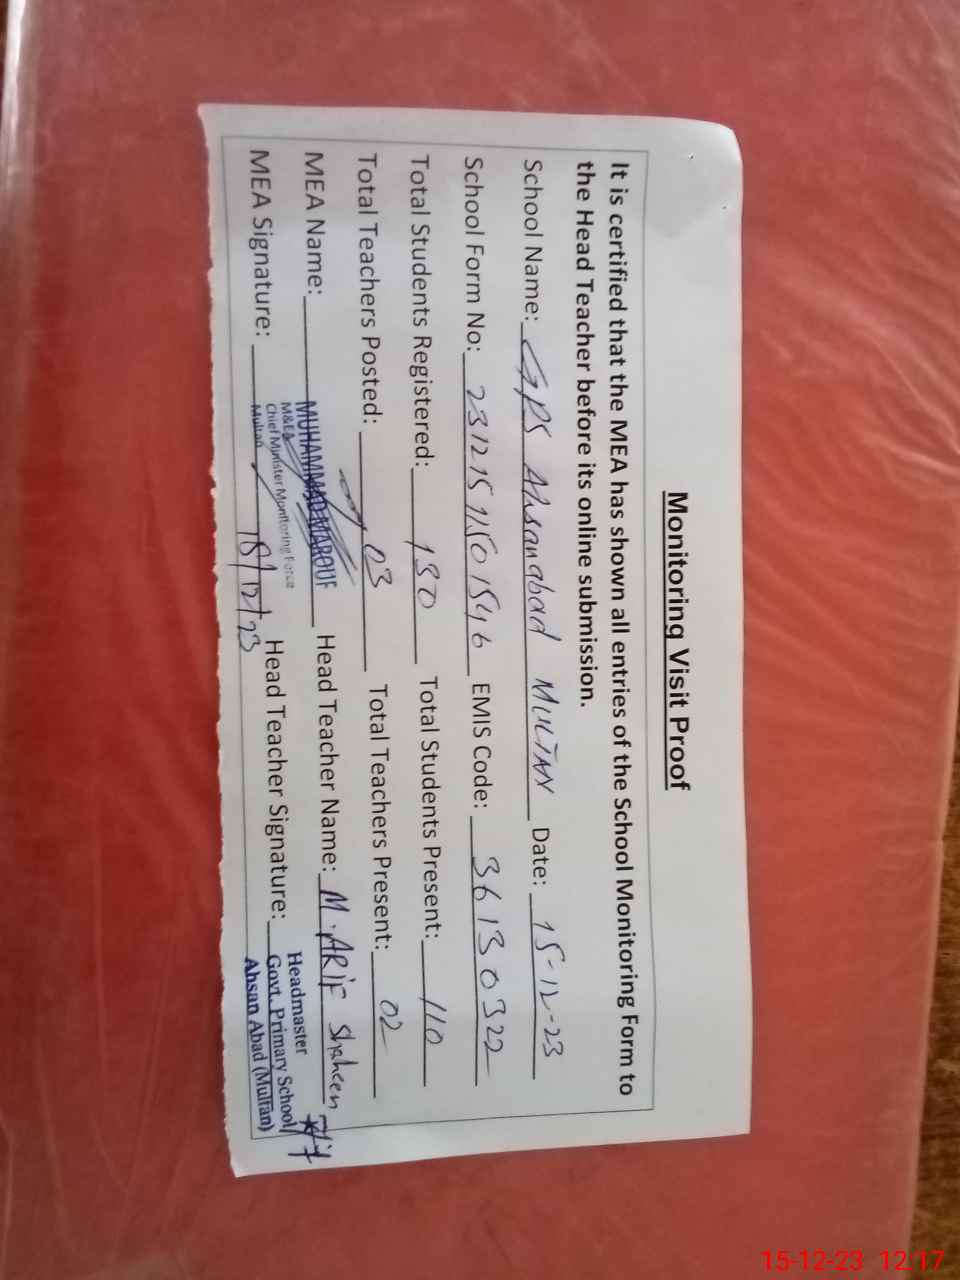 Monitoring Visit Proof
It is certified that the MEA has shown all entries of the School Monitoring Form to
the Head Teacher before its online submission.
School Name: GPS Ahsanabad MULTAN Date: 15-12-23
School Form No: EMIS Code: 36130322
Total Students Registered: 130 Total Students Present: 110
Total Teachers Posted: 03 Total Teachers Present: 02
MEA Name: MUHAMMAD MAROUF Head Teacher Name: M. ARIF Shaheen
M&EA
Chief Minister Monitoring Force
Multan
MEA Signature: 15/12/23 Head Teacher Signature:
Headmaster
Govt. Primary School
Ahsan Abad (Multan)
15-12-23 12:17